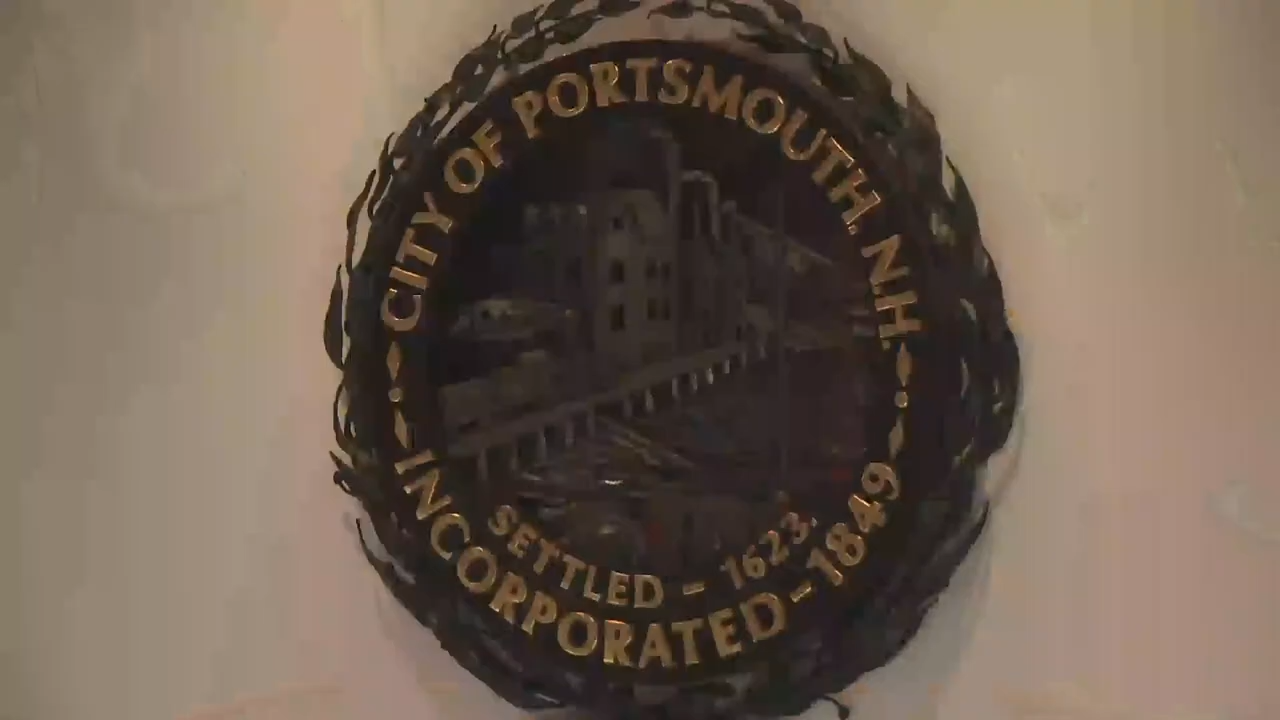 CITY OF PORTSMOUTH, N.H.
SETTLED - 1623.
INCORPORATED - 1849